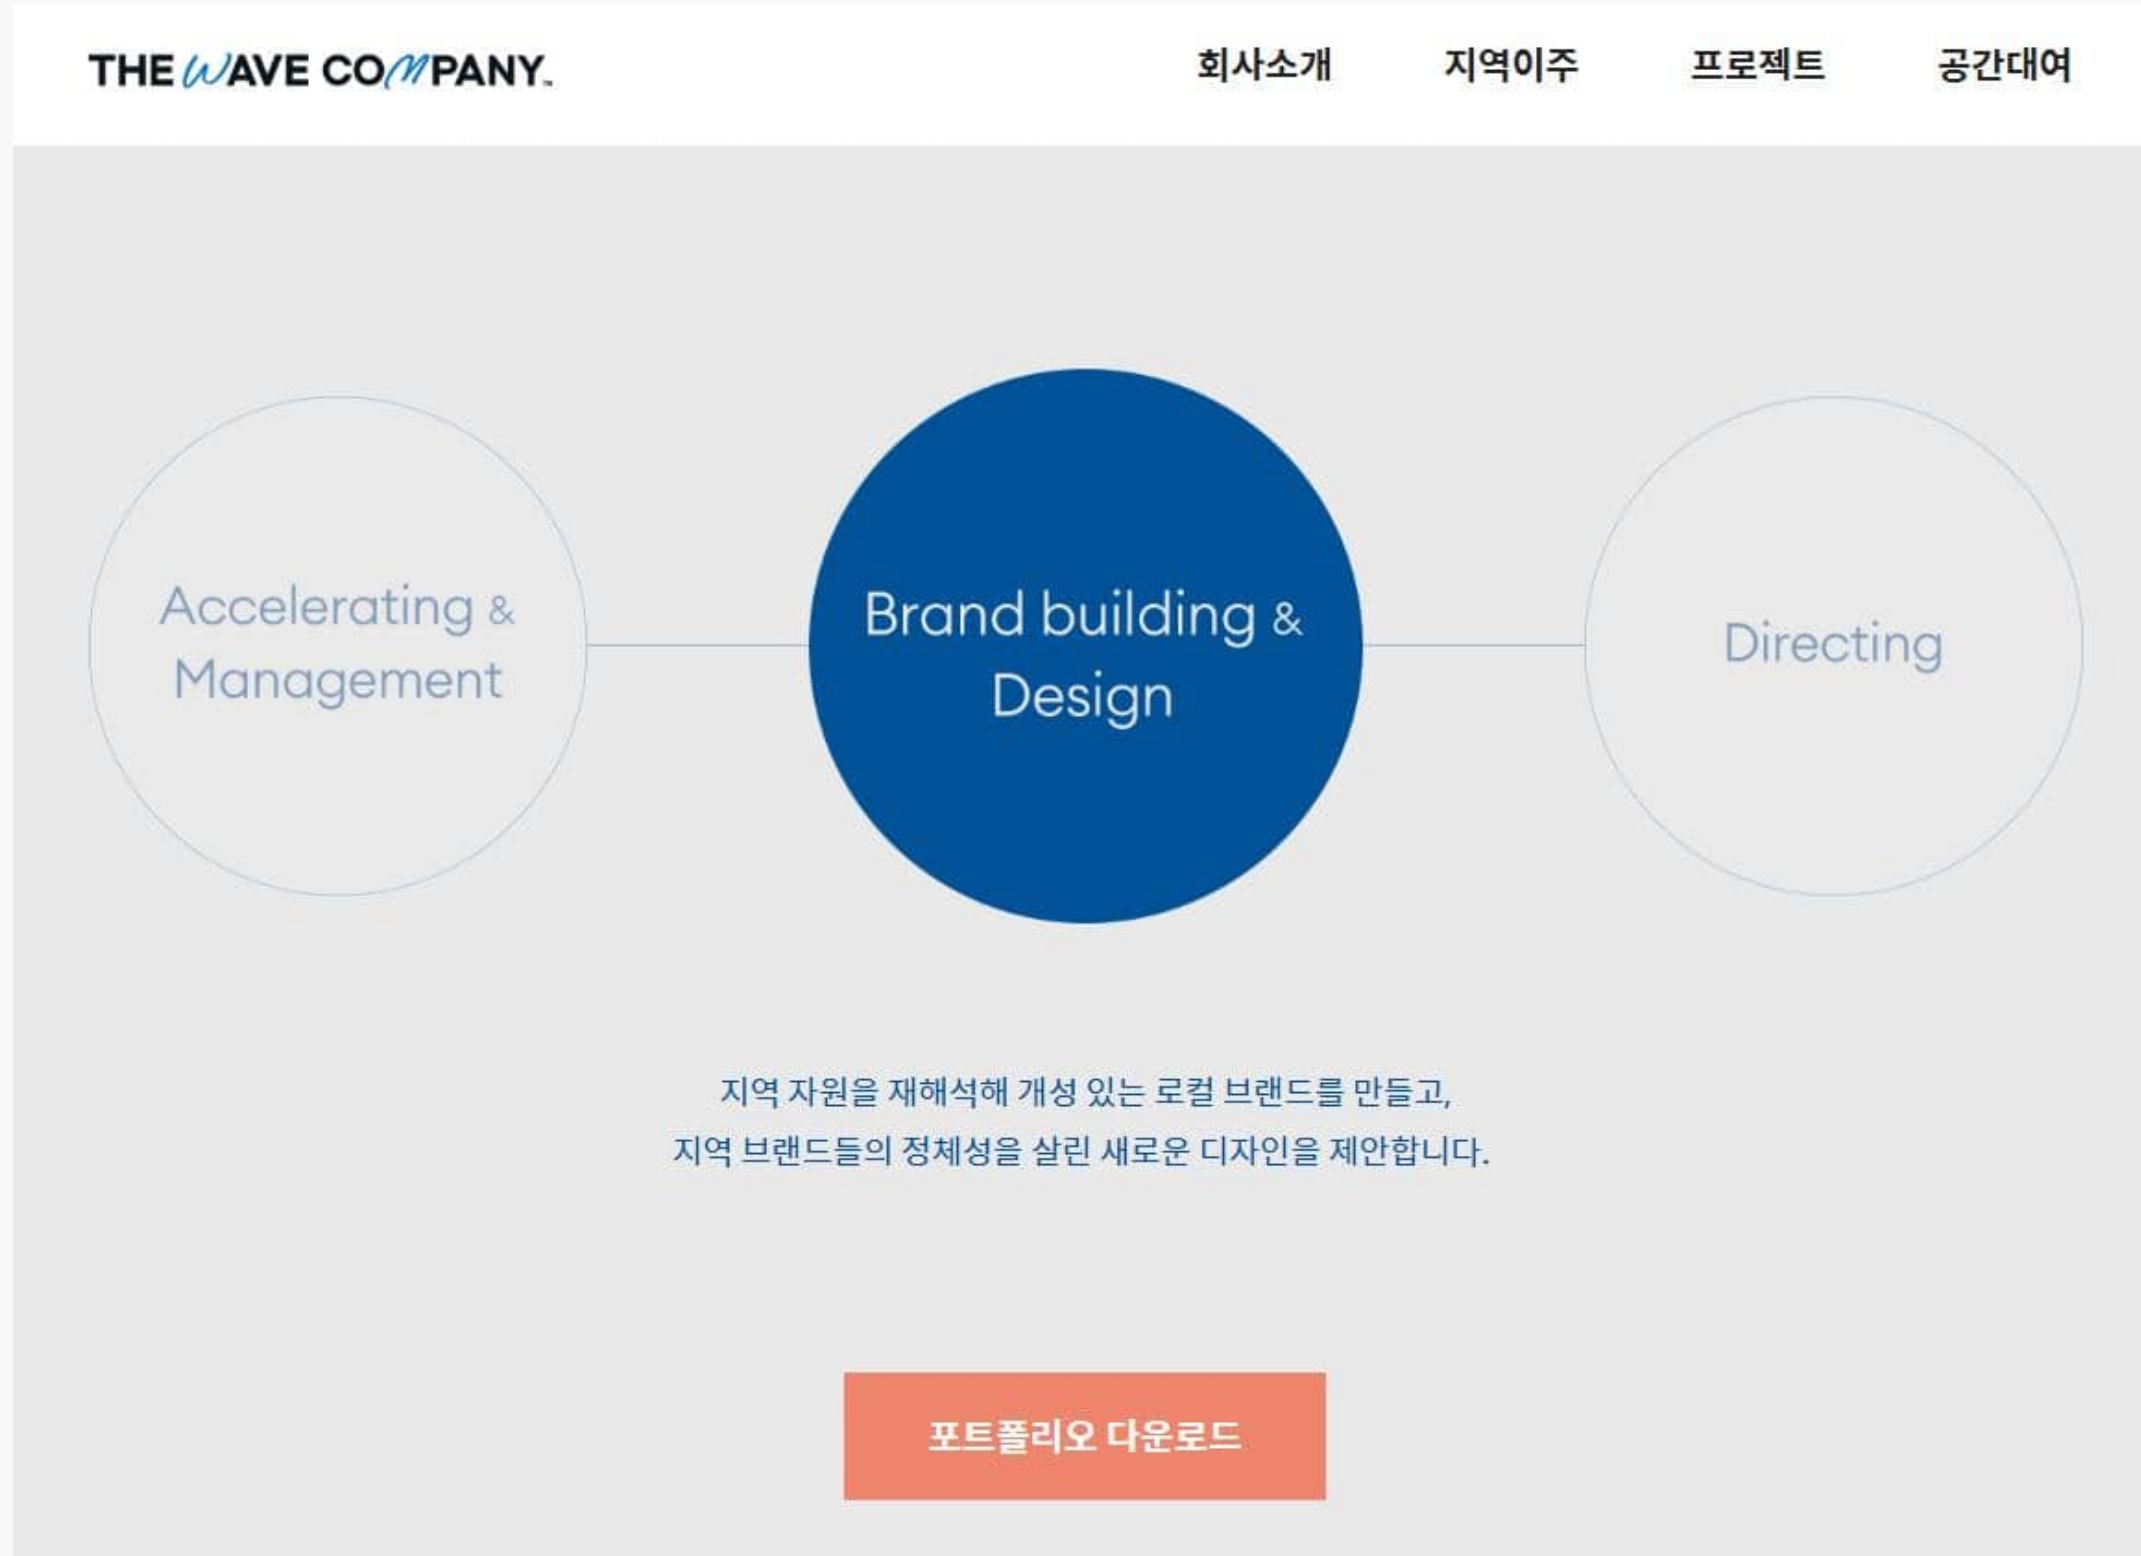 THE WAVE COMPANY™
회사소개 지역이주 프로젝트 공간대여
Accelerating &
Management
Brand building &
Design
Directing
지역 자원을 재해석해 개성 있는 로컬 브랜드를 만들고,
지역 브랜드들의 정체성을 살린 새로운 디자인을 제안합니다.
포트폴리오 다운로드